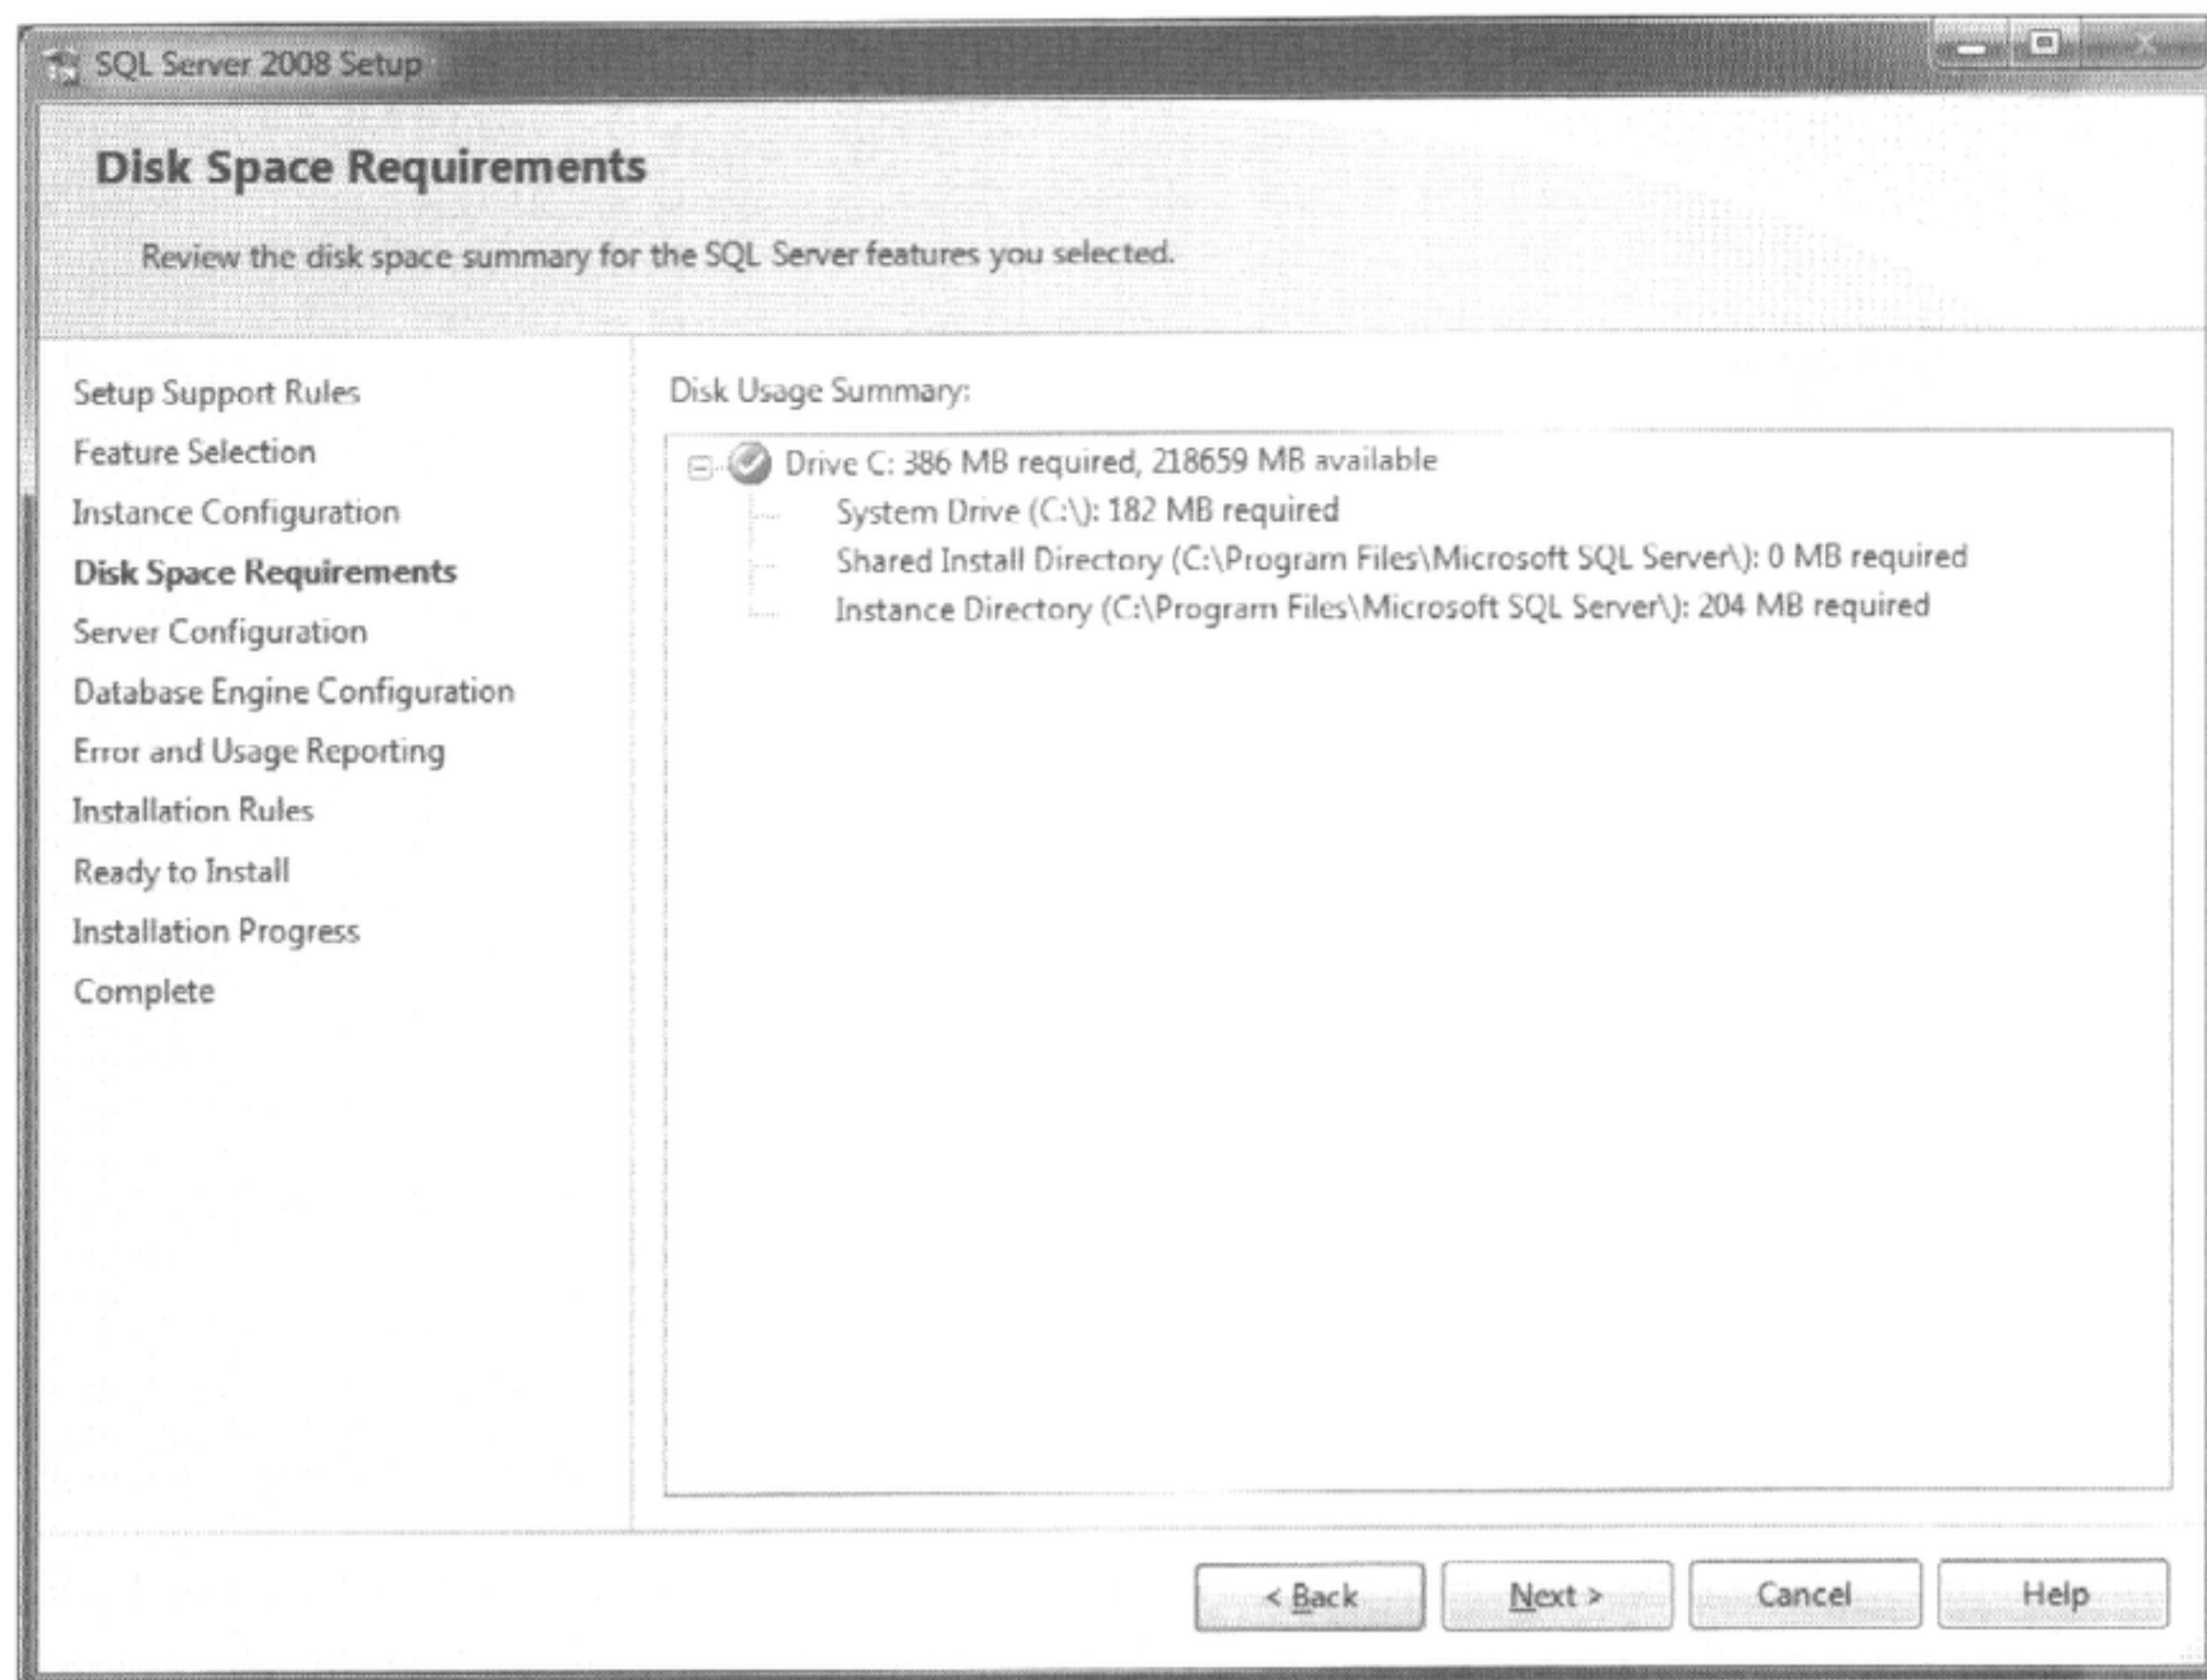 SQL Server 2008 Setup
Disk Space Requirements
Review the disk space summary for the SQL Server features you selected.
Setup Support Rules
Feature Selection
Instance Configuration
Disk Space Requirements
Server Configuration
Database Engine Configuration
Error and Usage Reporting
Installation Rules
Ready to Install
Installation Progress
Complete
Disk Usage Summary:
Drive C: 386 MB required, 218659 MB available
System Drive (C:\): 182 MB required
Shared Install Directory (C:\Program Files\Microsoft SQL Server\): 0 MB required
Instance Directory (C:\Program Files\Microsoft SQL Server\): 204 MB required
< Back
Next >
Cancel
Help